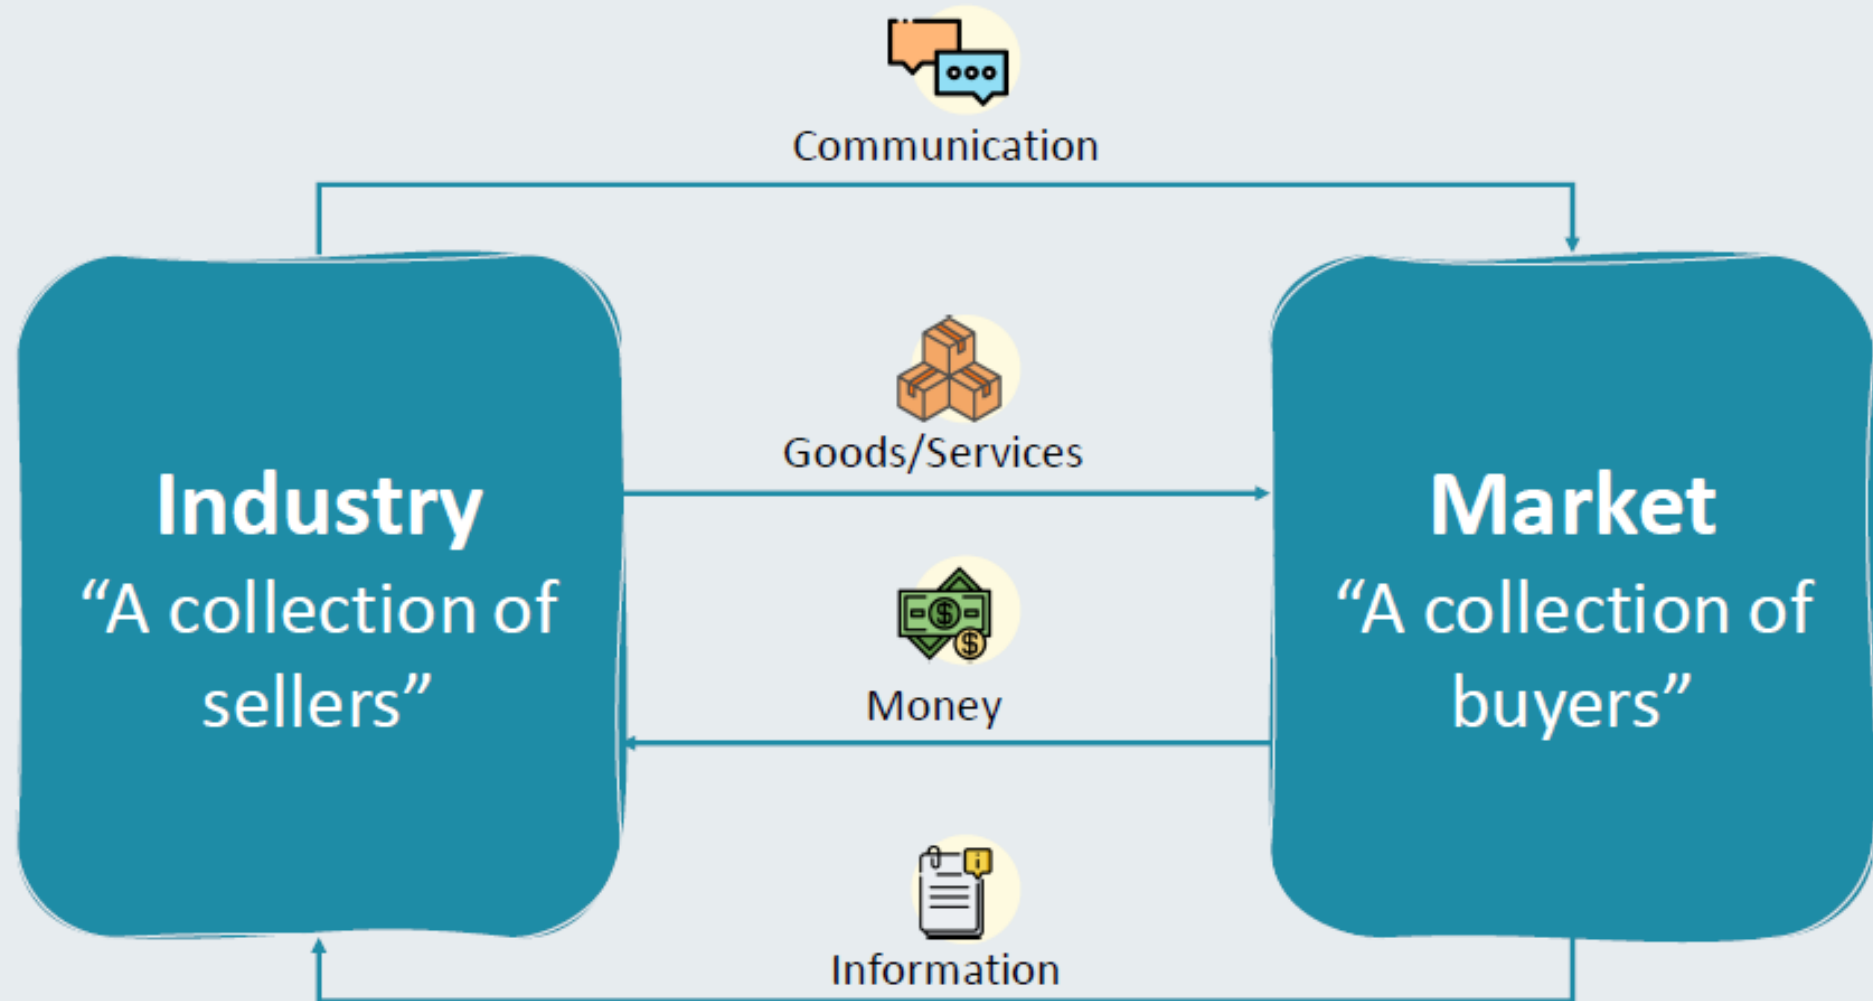 Communication
Goods/Services
Industry
“A collection of
sellers”
Market
“A collection of
buyers”
Money
Information